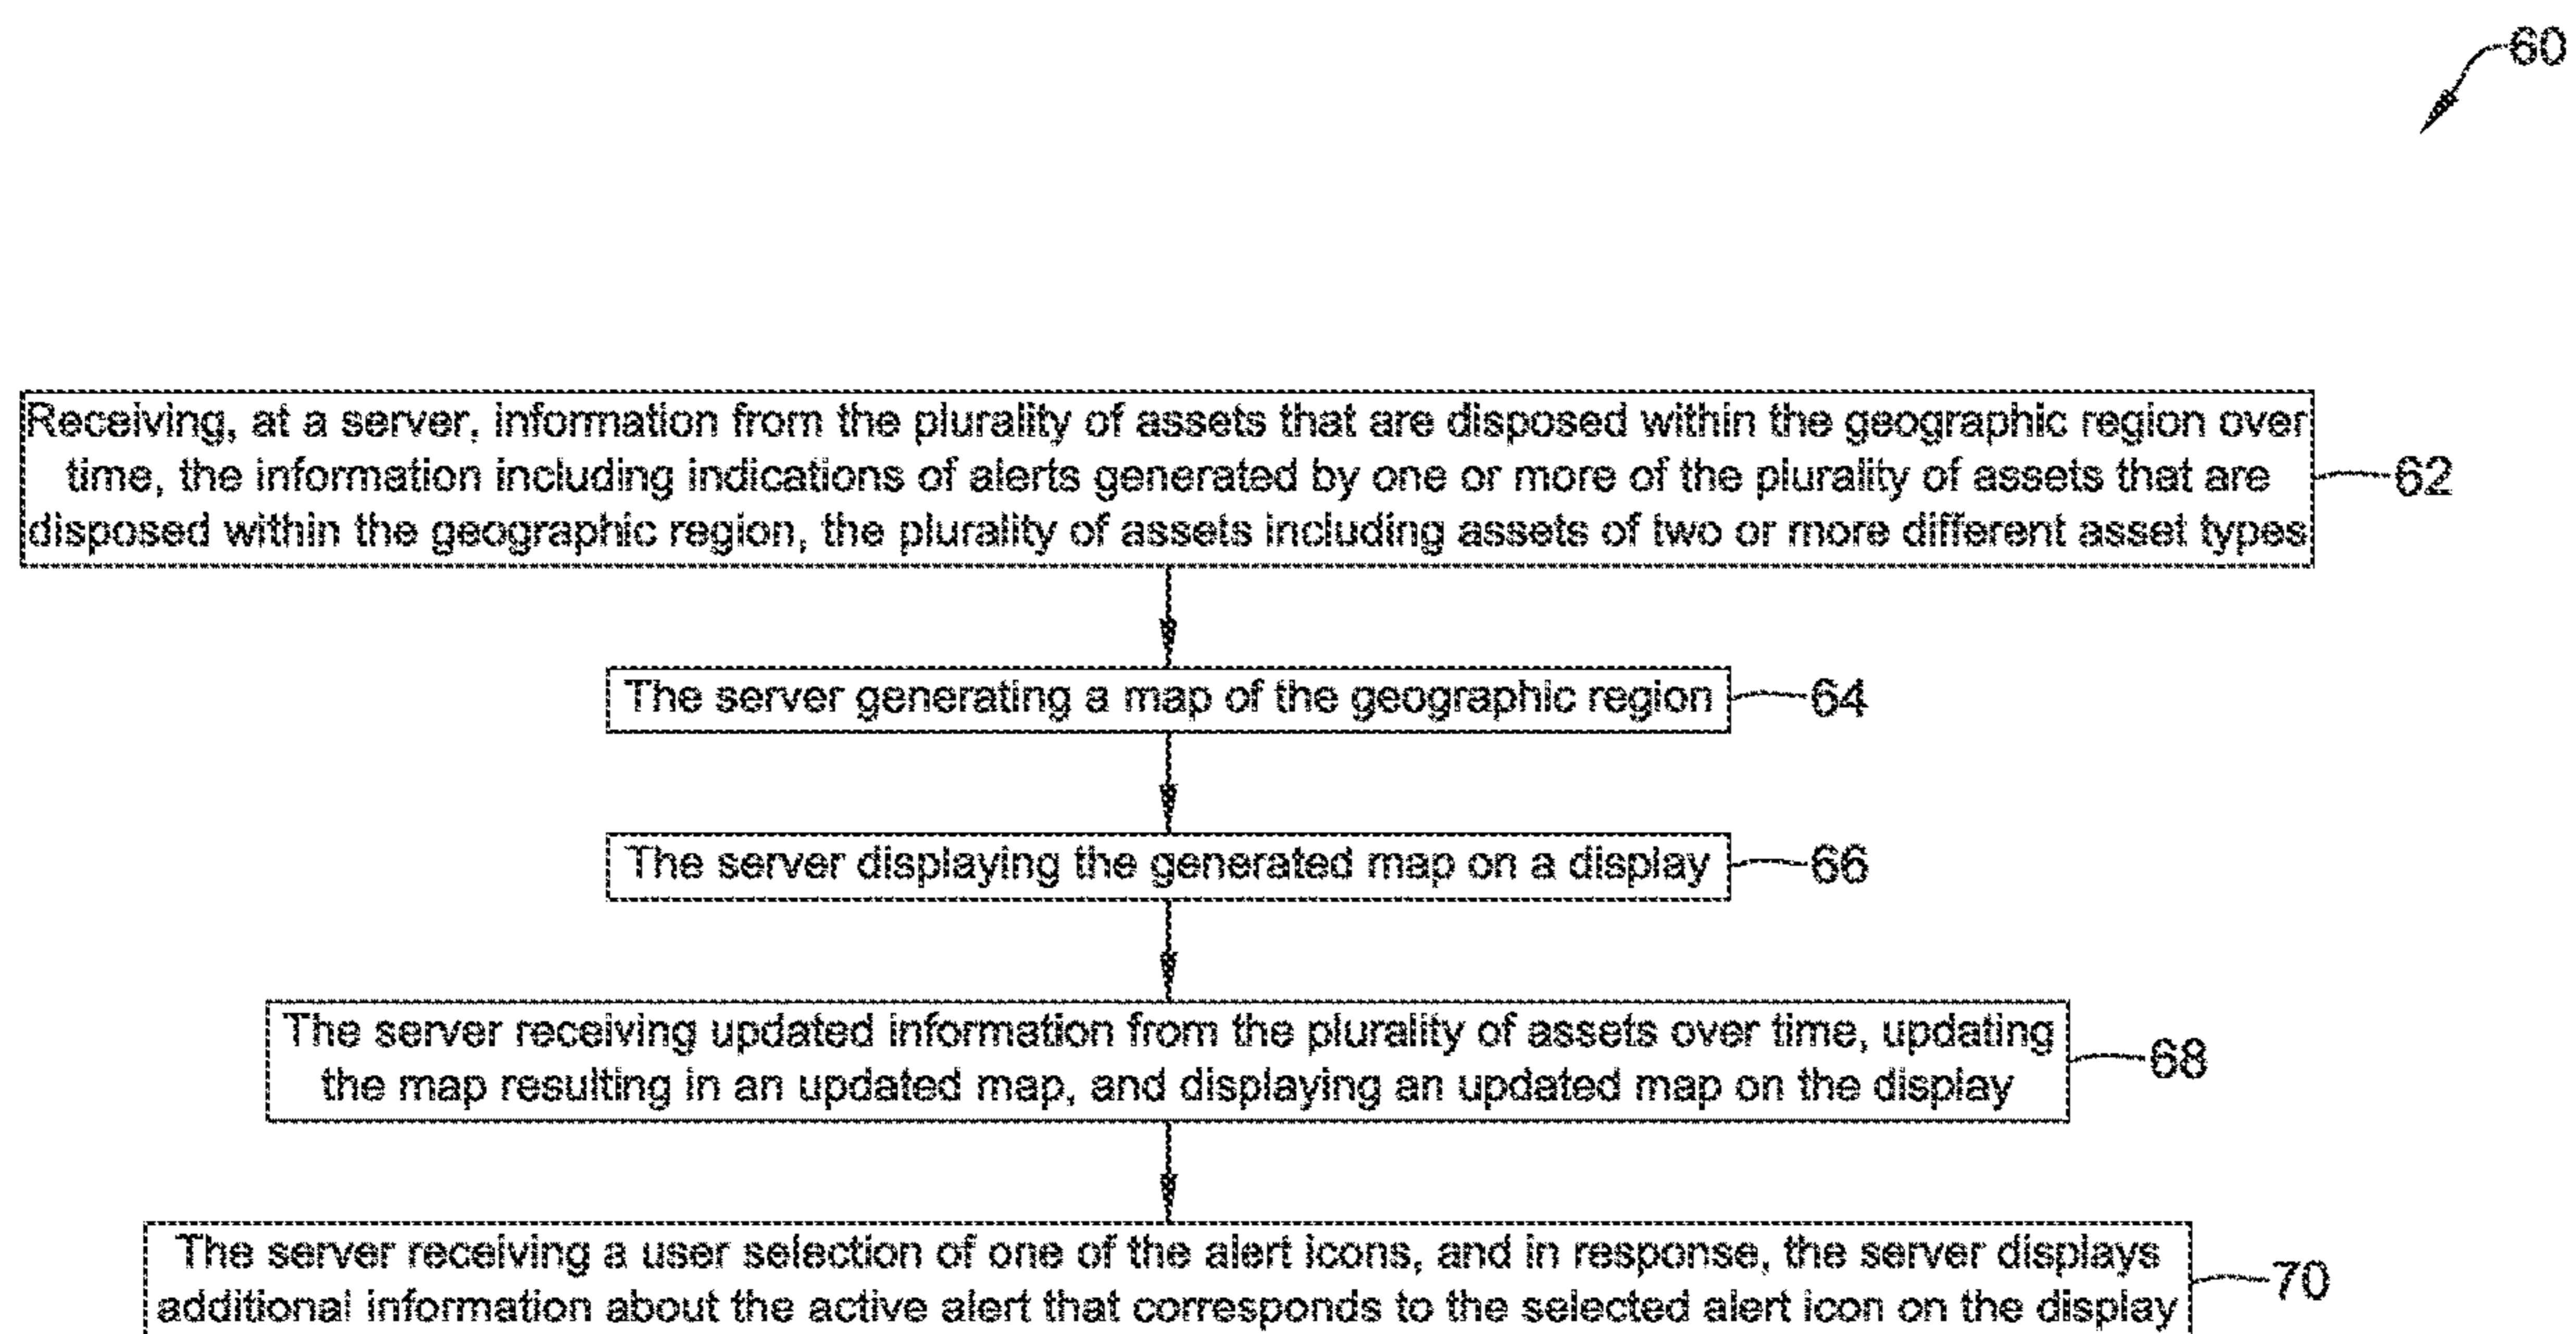 60
Receiving, at a server, information from the plurality of assets that are disposed within the geographic region over
time, the information including indications of alerts generated by one or more of the plurality of assets that are
disposed within the geographic region, the plurality of assets including assets of two or more different asset types
62
The server generating a map of the geographic region
64
The server displaying the generated map on a display
66
The server receiving updated information from the plurality of assets over time, updating
the map resulting in an updated map, and displaying an updated map on the display
68
The server receiving a user selection of one of the alert icons, and in response, the server displays
additional information about the active alert that corresponds to the selected alert icon on the display
70